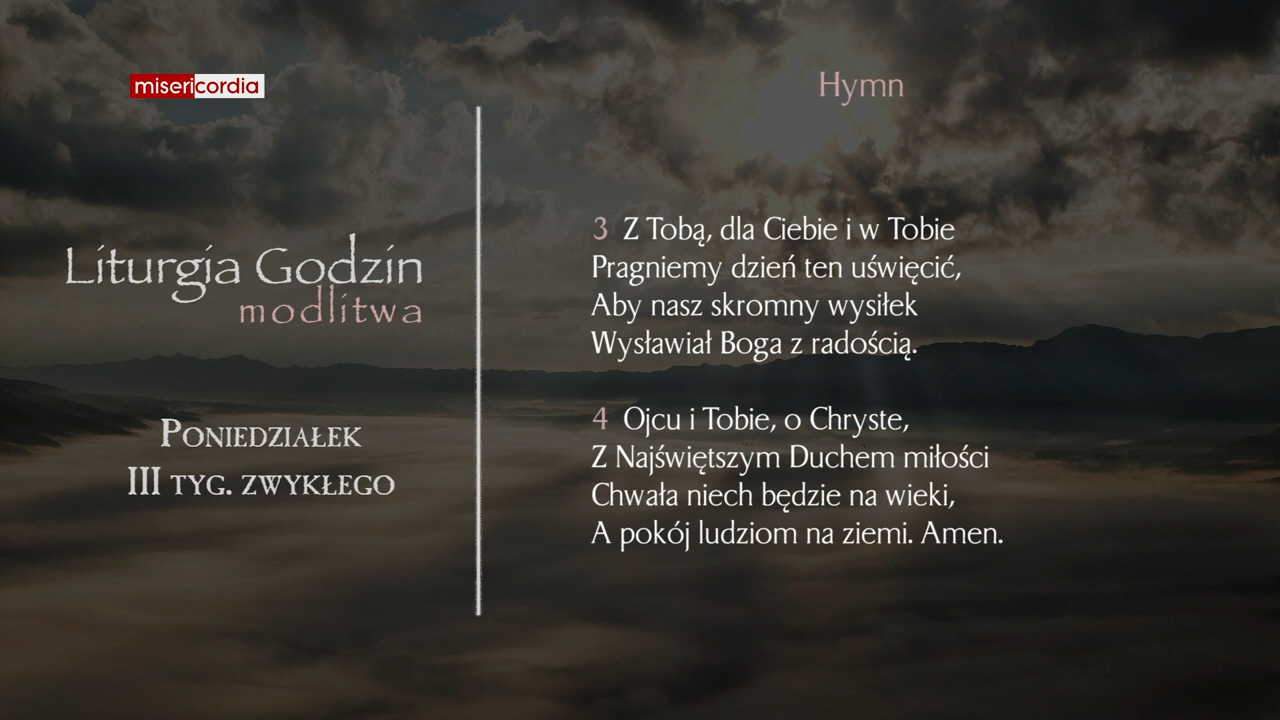 misericordia
Liturgia Godzin
modlitwa
Poniedziałek
III tyg. zwykłego
Hymn
3 Z Tobą, dla Ciebie i w Tobie
Pragniemy dzień ten uświęcić,
Aby nasz skromny wysiłek
Wysławiał Boga z radością.
4 Ojcu i Tobie, o Chryste,
Z Najświętszym Duchem miłości
Chwała niech będzie na wieki,
A pokój ludziom na ziemi. Amen.